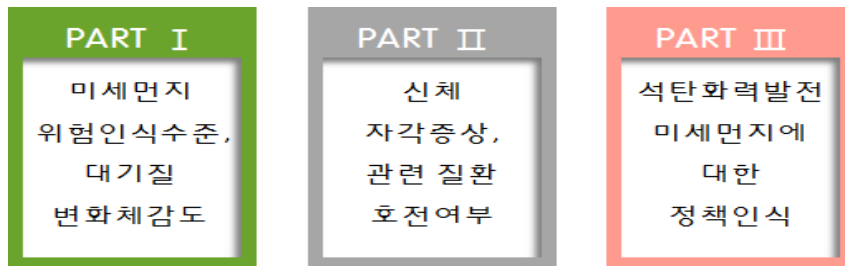 PART Ⅰ
미세먼지
위험인식수준,
대기질
변화체감도
PART Ⅱ
신체
자각증상,
관련 질환
호전여부
PART Ⅲ
석탄화력발전
미세먼지에
대한
정책인식